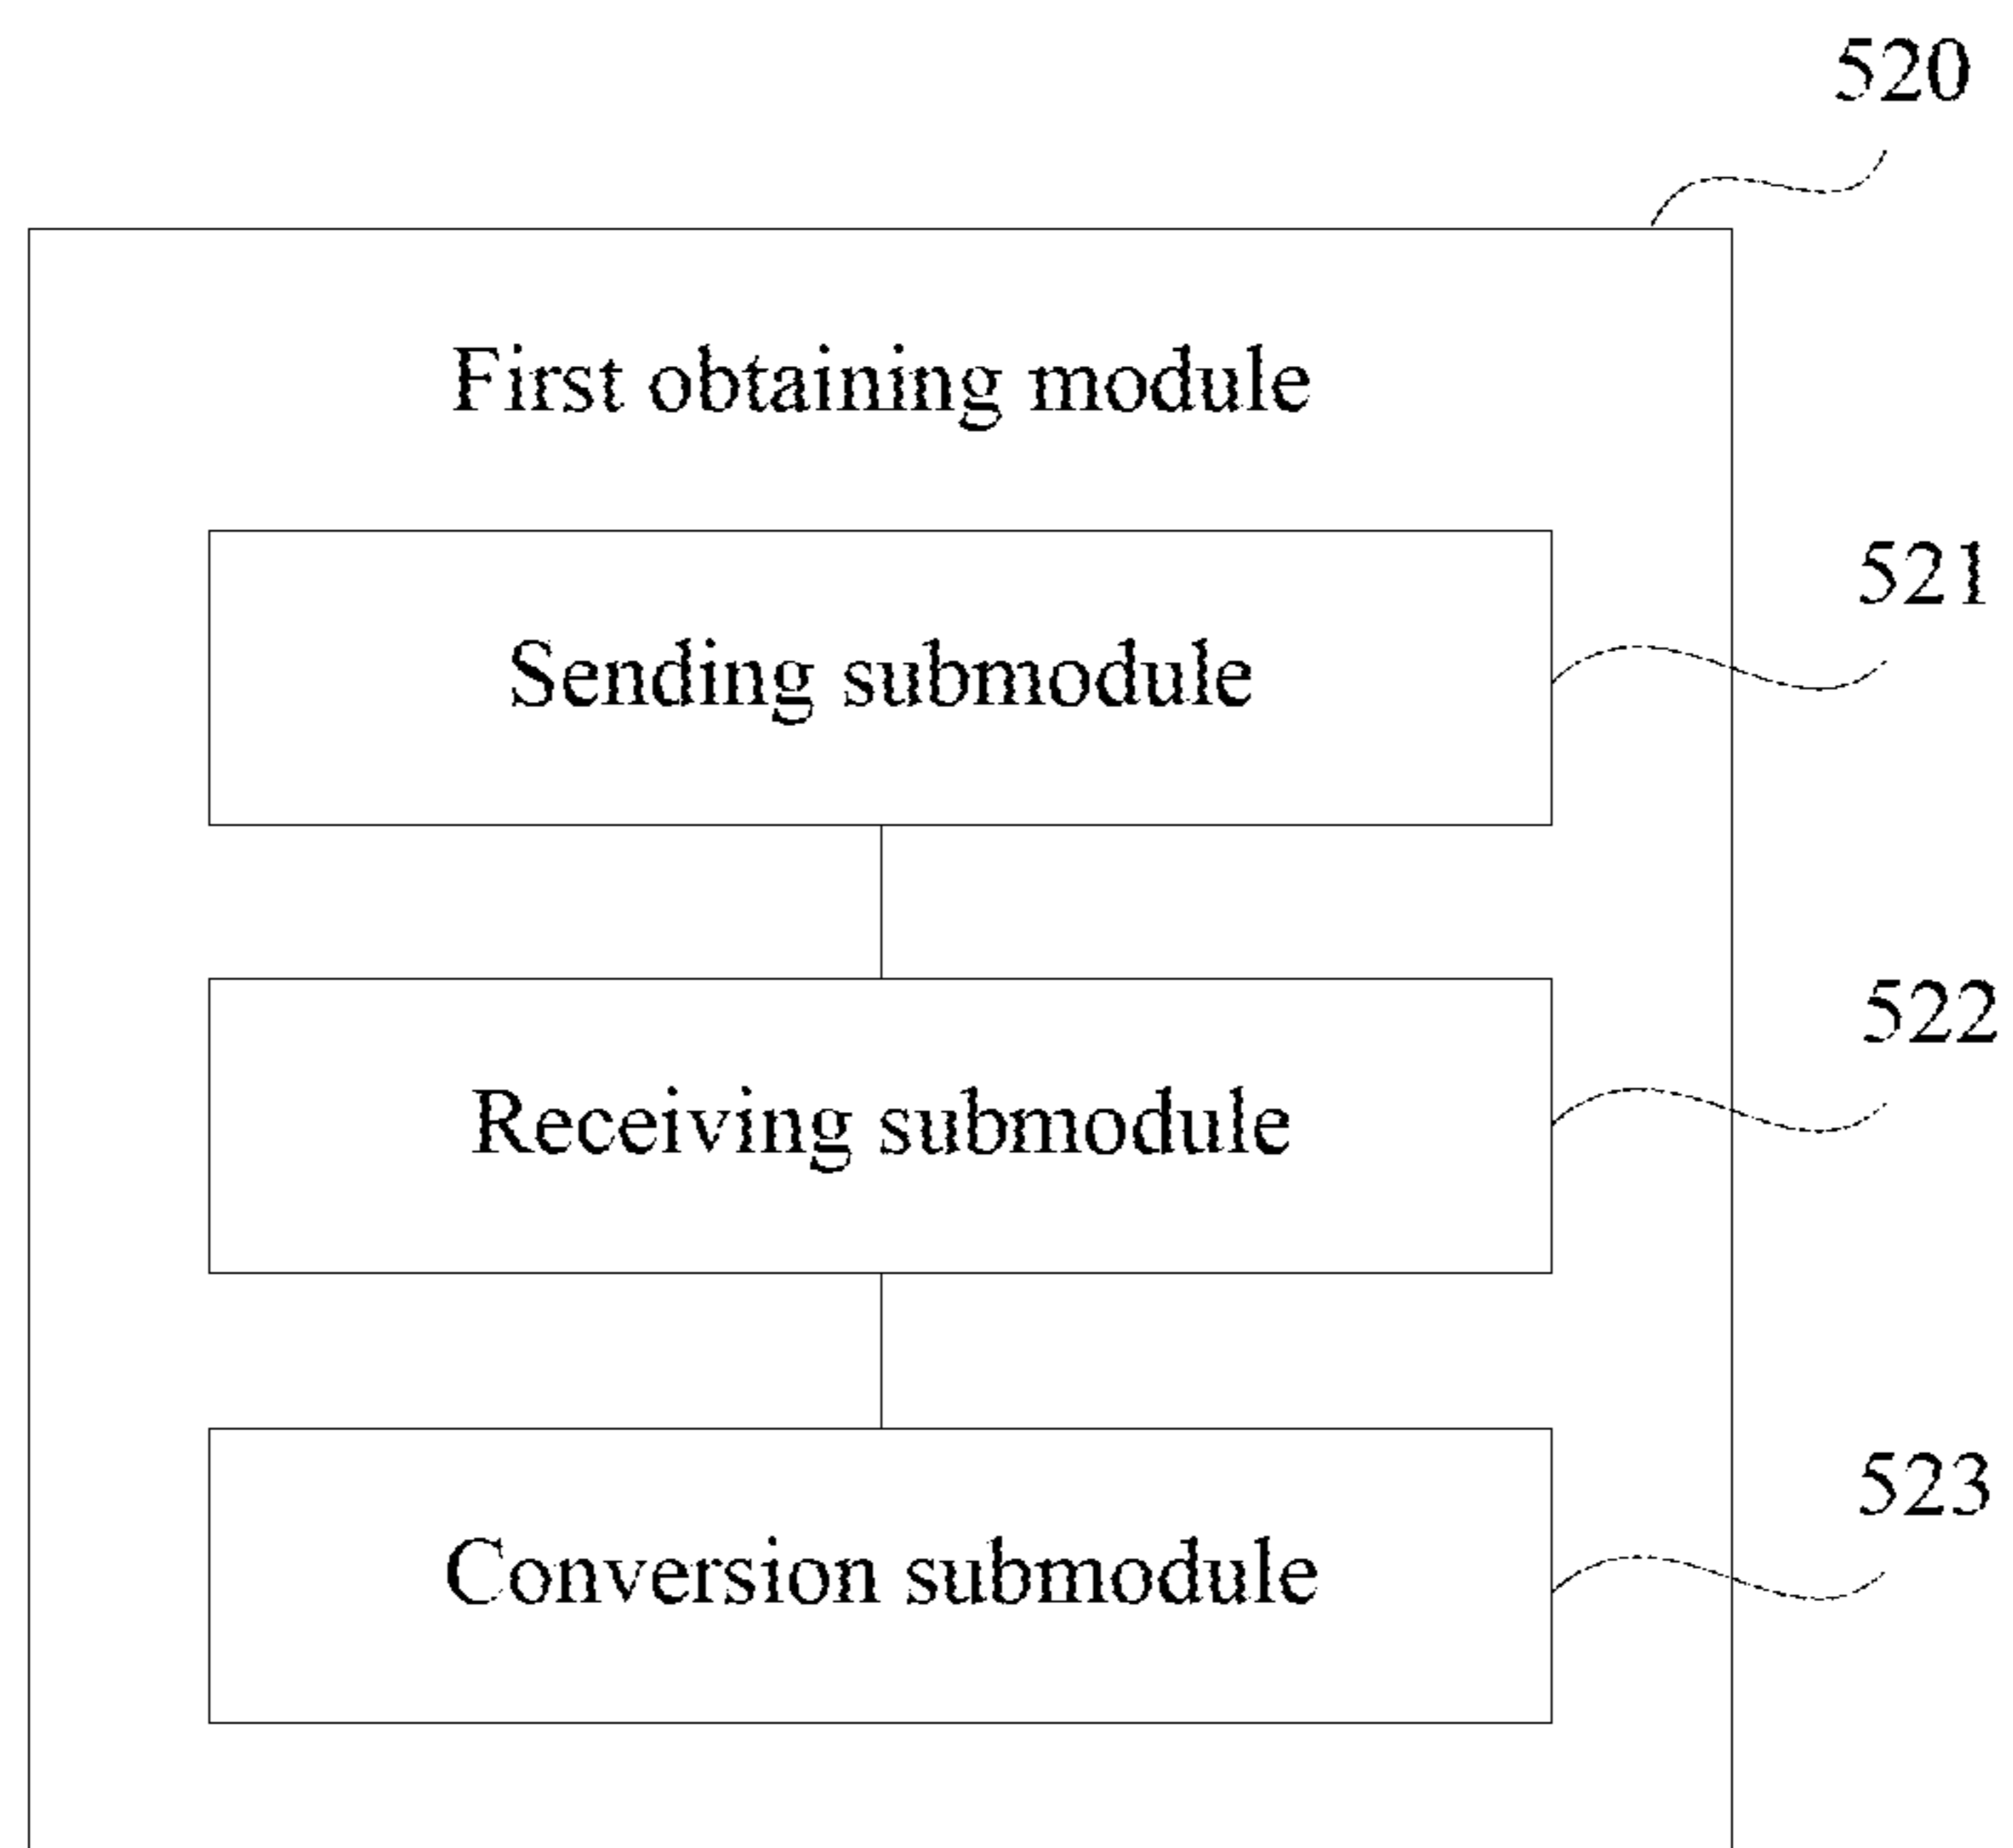 520
First obtaining module
521
Sending submodule
522
Receiving submodule
523
Conversion submodule